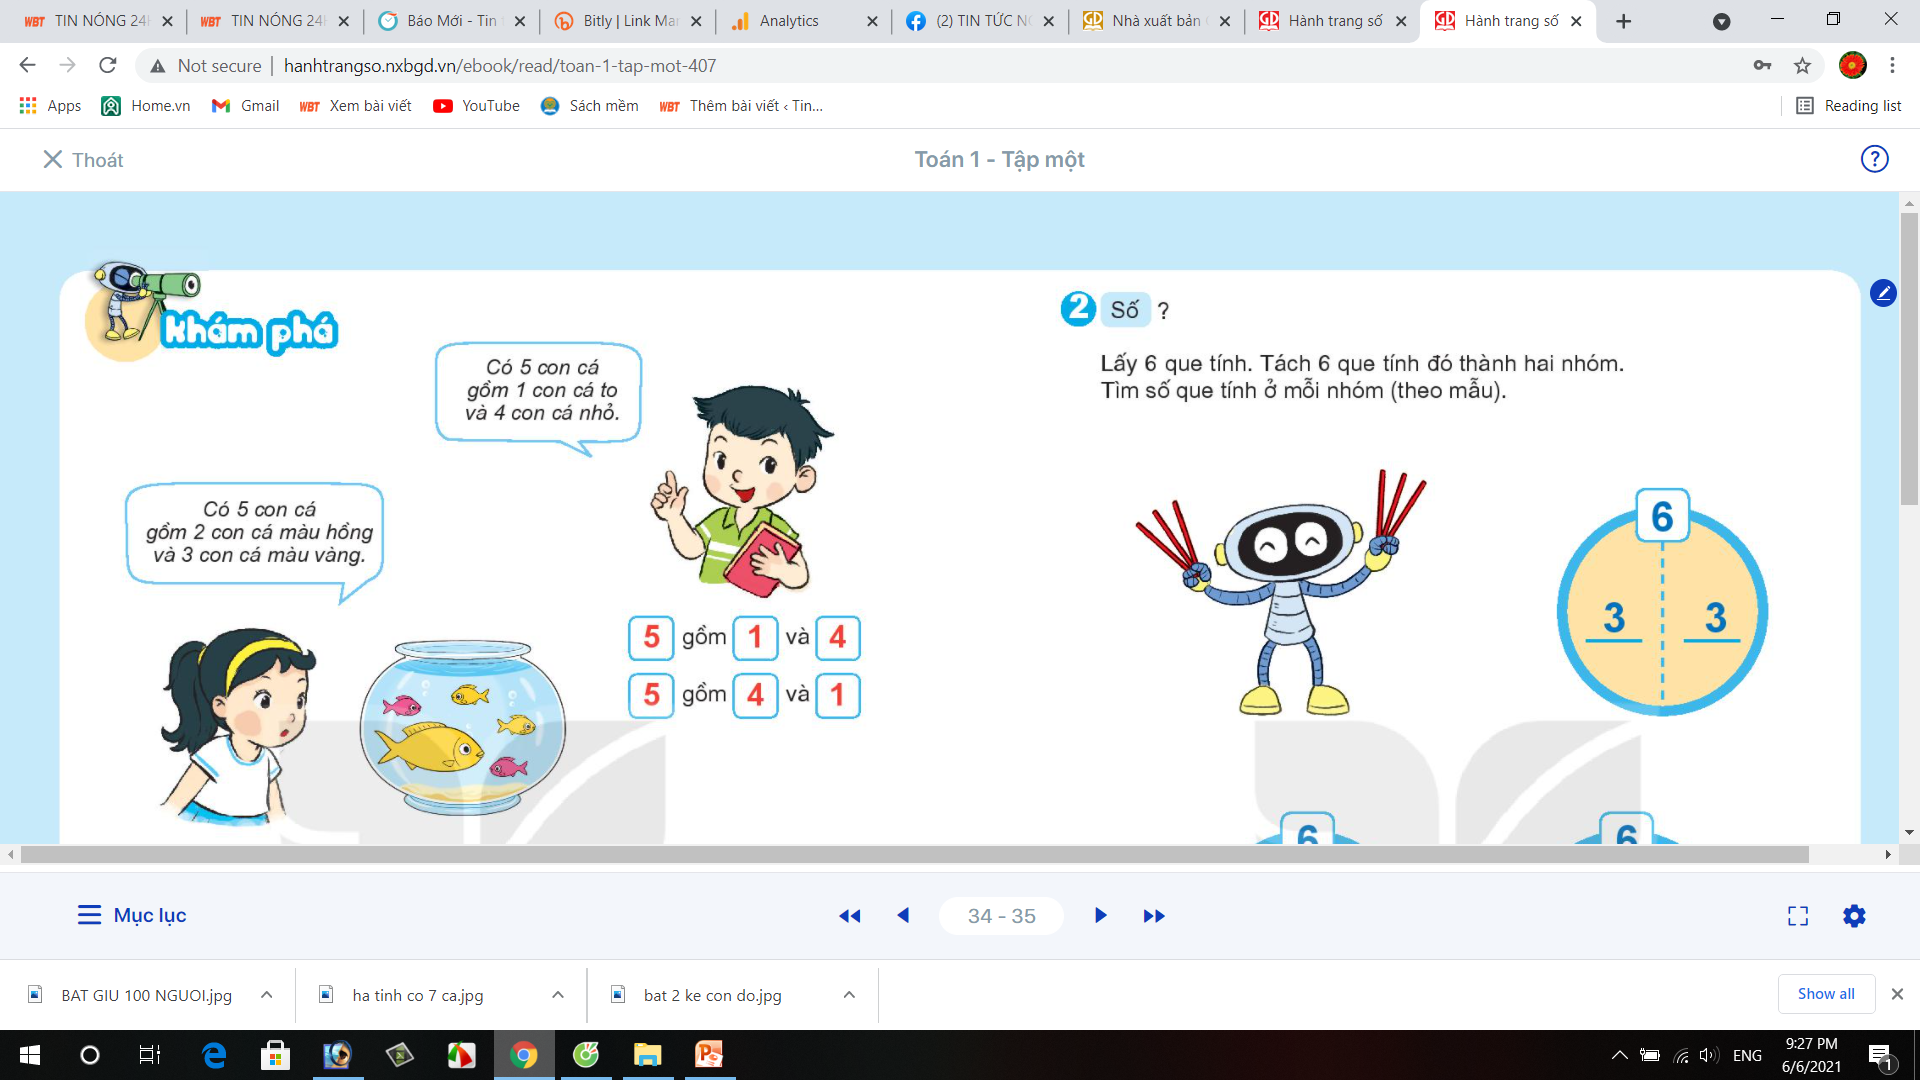 TIN NÓNG 24
TIN NÓNG 24
Báo Mới - Tin
Bitly | Link Ma
Analytics
(2) TIN TỨC N
Nhà xuất bản
Hành trang số
Hành trang số
Not secure | hanhtrangso.nxbgd.vn/ebook/read/toan-1-tap-mot-407
Apps
Home.vn
Gmail
WBT Xem bài viết
YouTube
Sách mềm
WBT Thêm bài viết ‹ Tin...
Reading list
Thoát
Toán 1 - Tập một
?
khám phá
Có 5 con cá
gồm 1 con cá to
và 4 con cá nhỏ.
Có 5 con cá
gồm 2 con cá màu hồng
và 3 con cá màu vàng.
5 gồm 1 và 4
5 gồm 4 và 1
2 Số ?
Lấy 6 que tính. Tách 6 que tính đó thành hai nhóm.
Tìm số que tính ở mỗi nhóm (theo mẫu).
6
3 3
6 6
Mục lục
34 - 35
BAT GIU 100 NGUOI.jpg
ha tinh co 7 ca.jpg
bat 2 ke con do.jpg
Show all
ENG
9:27 PM
6/6/2021
1